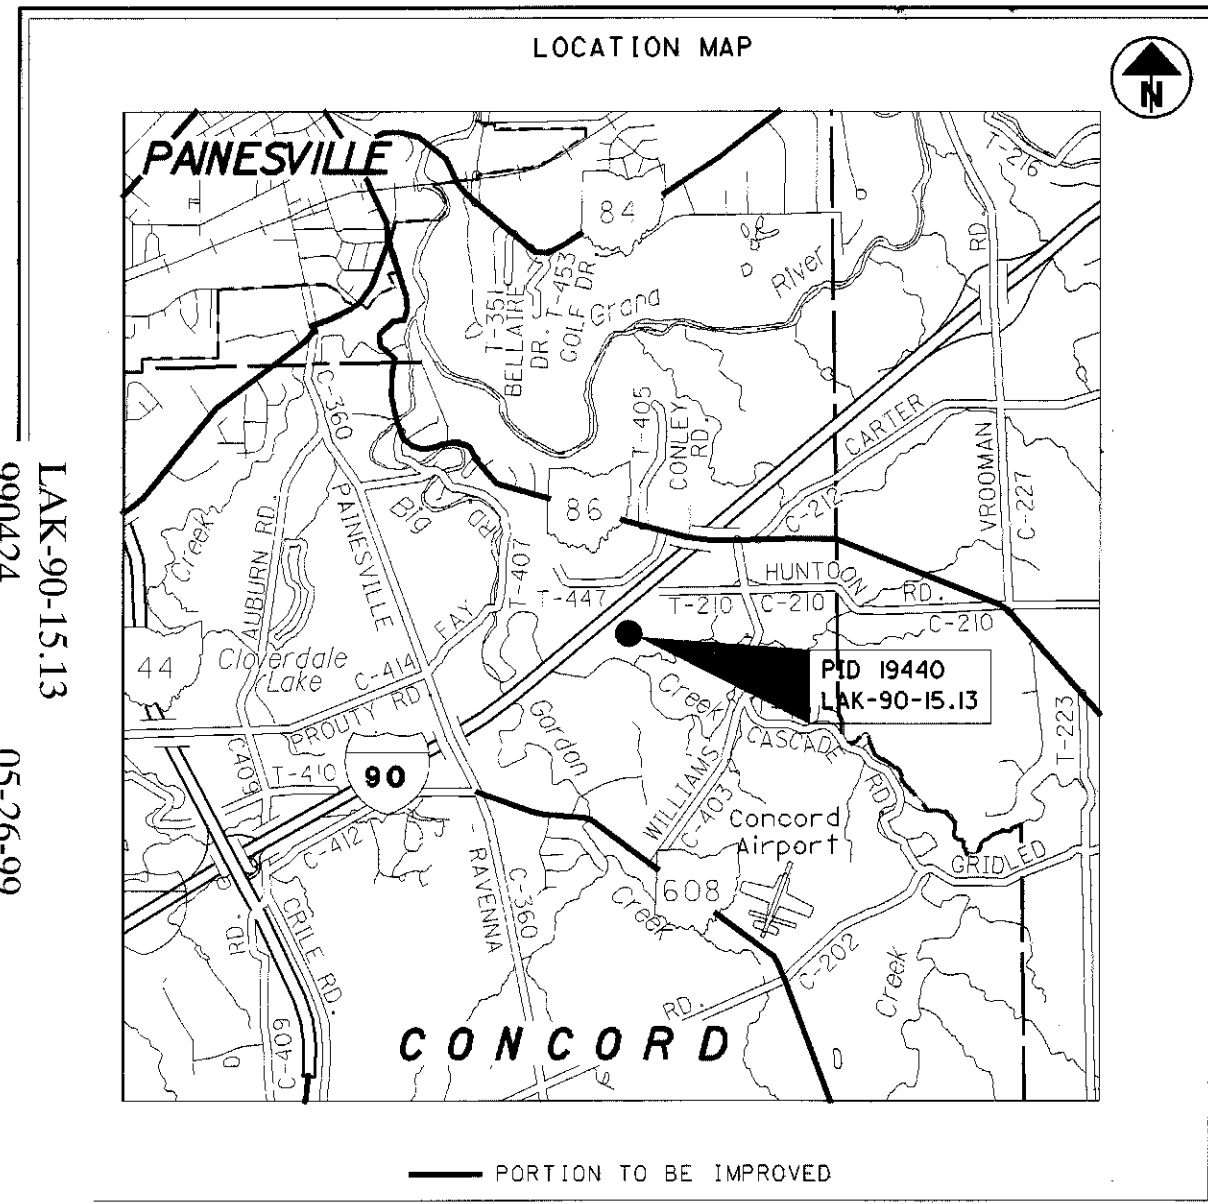 LOCATION MAP
N
PAINESVILLE
T-216
84
RD.
River
T-351
BELLAIRE
DR.
T-453
GOLF DR.
Grand
C-360
T-405
CONLEY
RD.
CARTER
Big
RD.
86
C-212
VROOMAN
C-227
Creek
AUBURN RD.
PAINESVILLE
T-407
FAY
HUNTOON
RD.
T-447
T-210
C-210
C-210
44
Cloverdale
Lake
C-414
PROUTY RD
Creek
PID 19440
LAK-90-15.13
T-223
Gordon
CASCADE
RD.
C409
T-410
90
WILLIAMS
C-403
Concord
Airport
C-412
GRIDLED
RAVENNA
C-360
608
Creek
CRILE RD.
RD.
C-202
Creek
RD.
C-409
CONCORD
PORTION TO BE IMPROVED
LAK-90-15.13
990424
05-26-99